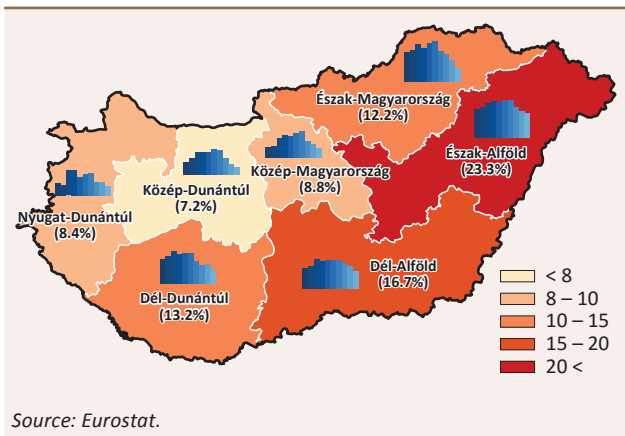 Észak-Magyarország
(12.2%)
Észak-Alföld
(23.3%)
Közép-Magyarország
(8.8%)
Közép-Dunántúl
(7.2%)
Nyugat-Dunántúl
(8.4%)
Dél-Alföld
(16.7%)
Dél-Dunántúl
(13.2%)
< 8
8 – 10
10 – 15
15 – 20
20 <
Source: Eurostat.